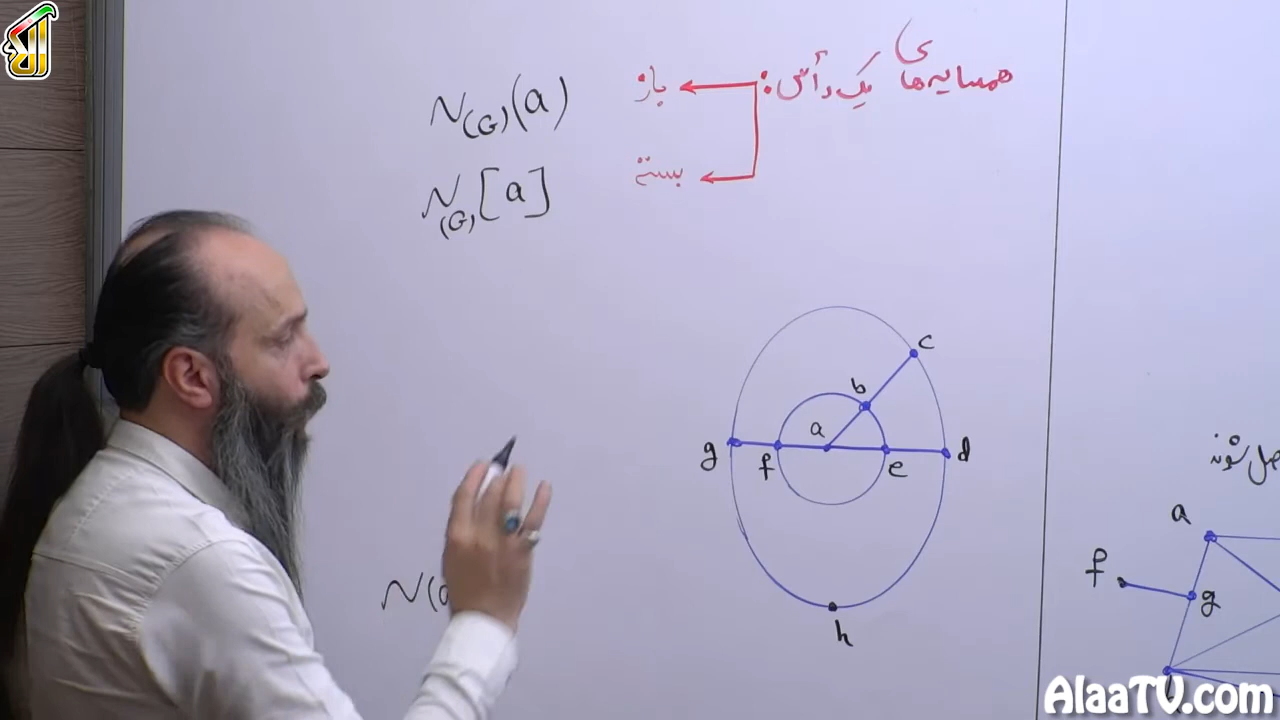 همسایه‌های یک رأس:
باز
N(G)(a)
بسته
N(G)[a]
c
b
a
g
f
e
d
h
N(a
a
f
g
AlaaTV.com